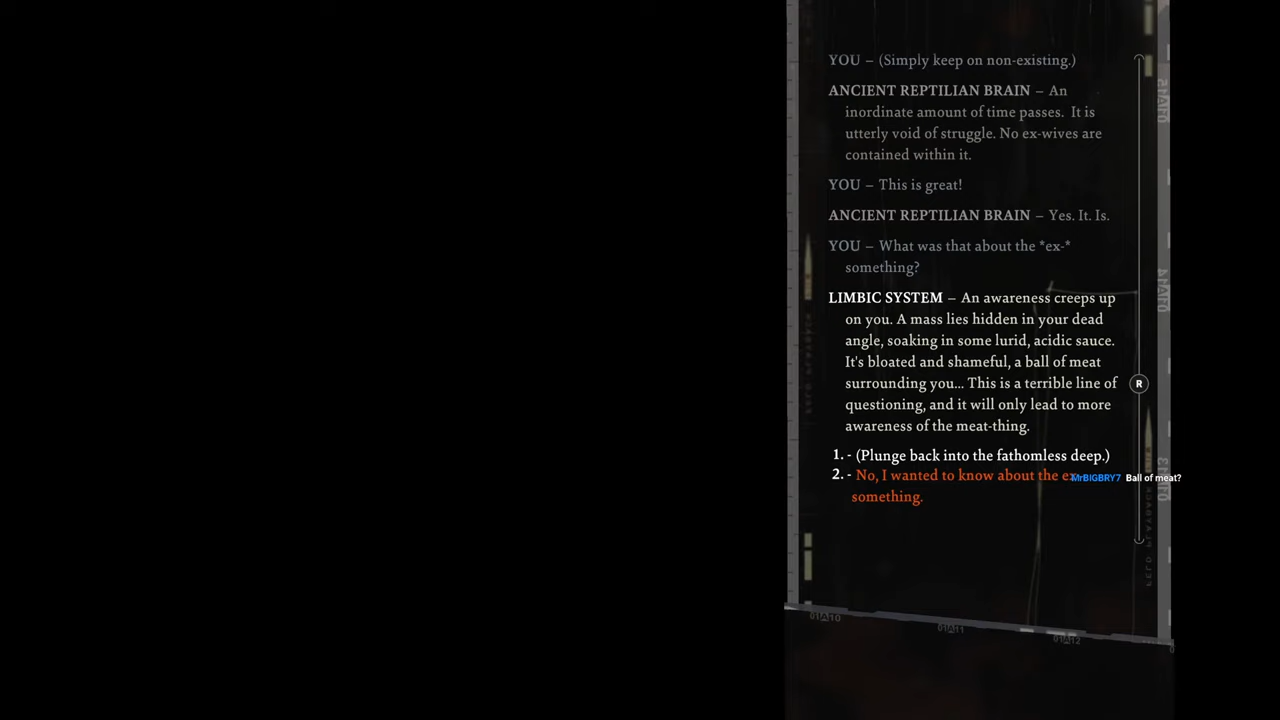 YOU – (Simply keep on non-existing.)
ANCIENT REPTILIAN BRAIN – An
inordinate amount of time passes. It is
utterly void of struggle. No ex-wives are
contained within it.
YOU – This is great!
ANCIENT REPTILIAN BRAIN – Yes. It. Is.
YOU – What was that about the *ex-*
something?
LIMBIC SYSTEM – An awareness creeps up
on you. A mass lies hidden in your dead
angle, soaking in some lurid, acidic sauce.
It's bloated and shameful, a ball of meat
surrounding you... This is a terrible line of
R
questioning, and it will only lead to more
awareness of the meat-thing.
1. - (Plunge back into the fathomless deep.)
2. - No, I wanted to know about the
MrBIGBRY7 Ball of meat?
something.
01A10
01A11
01A12